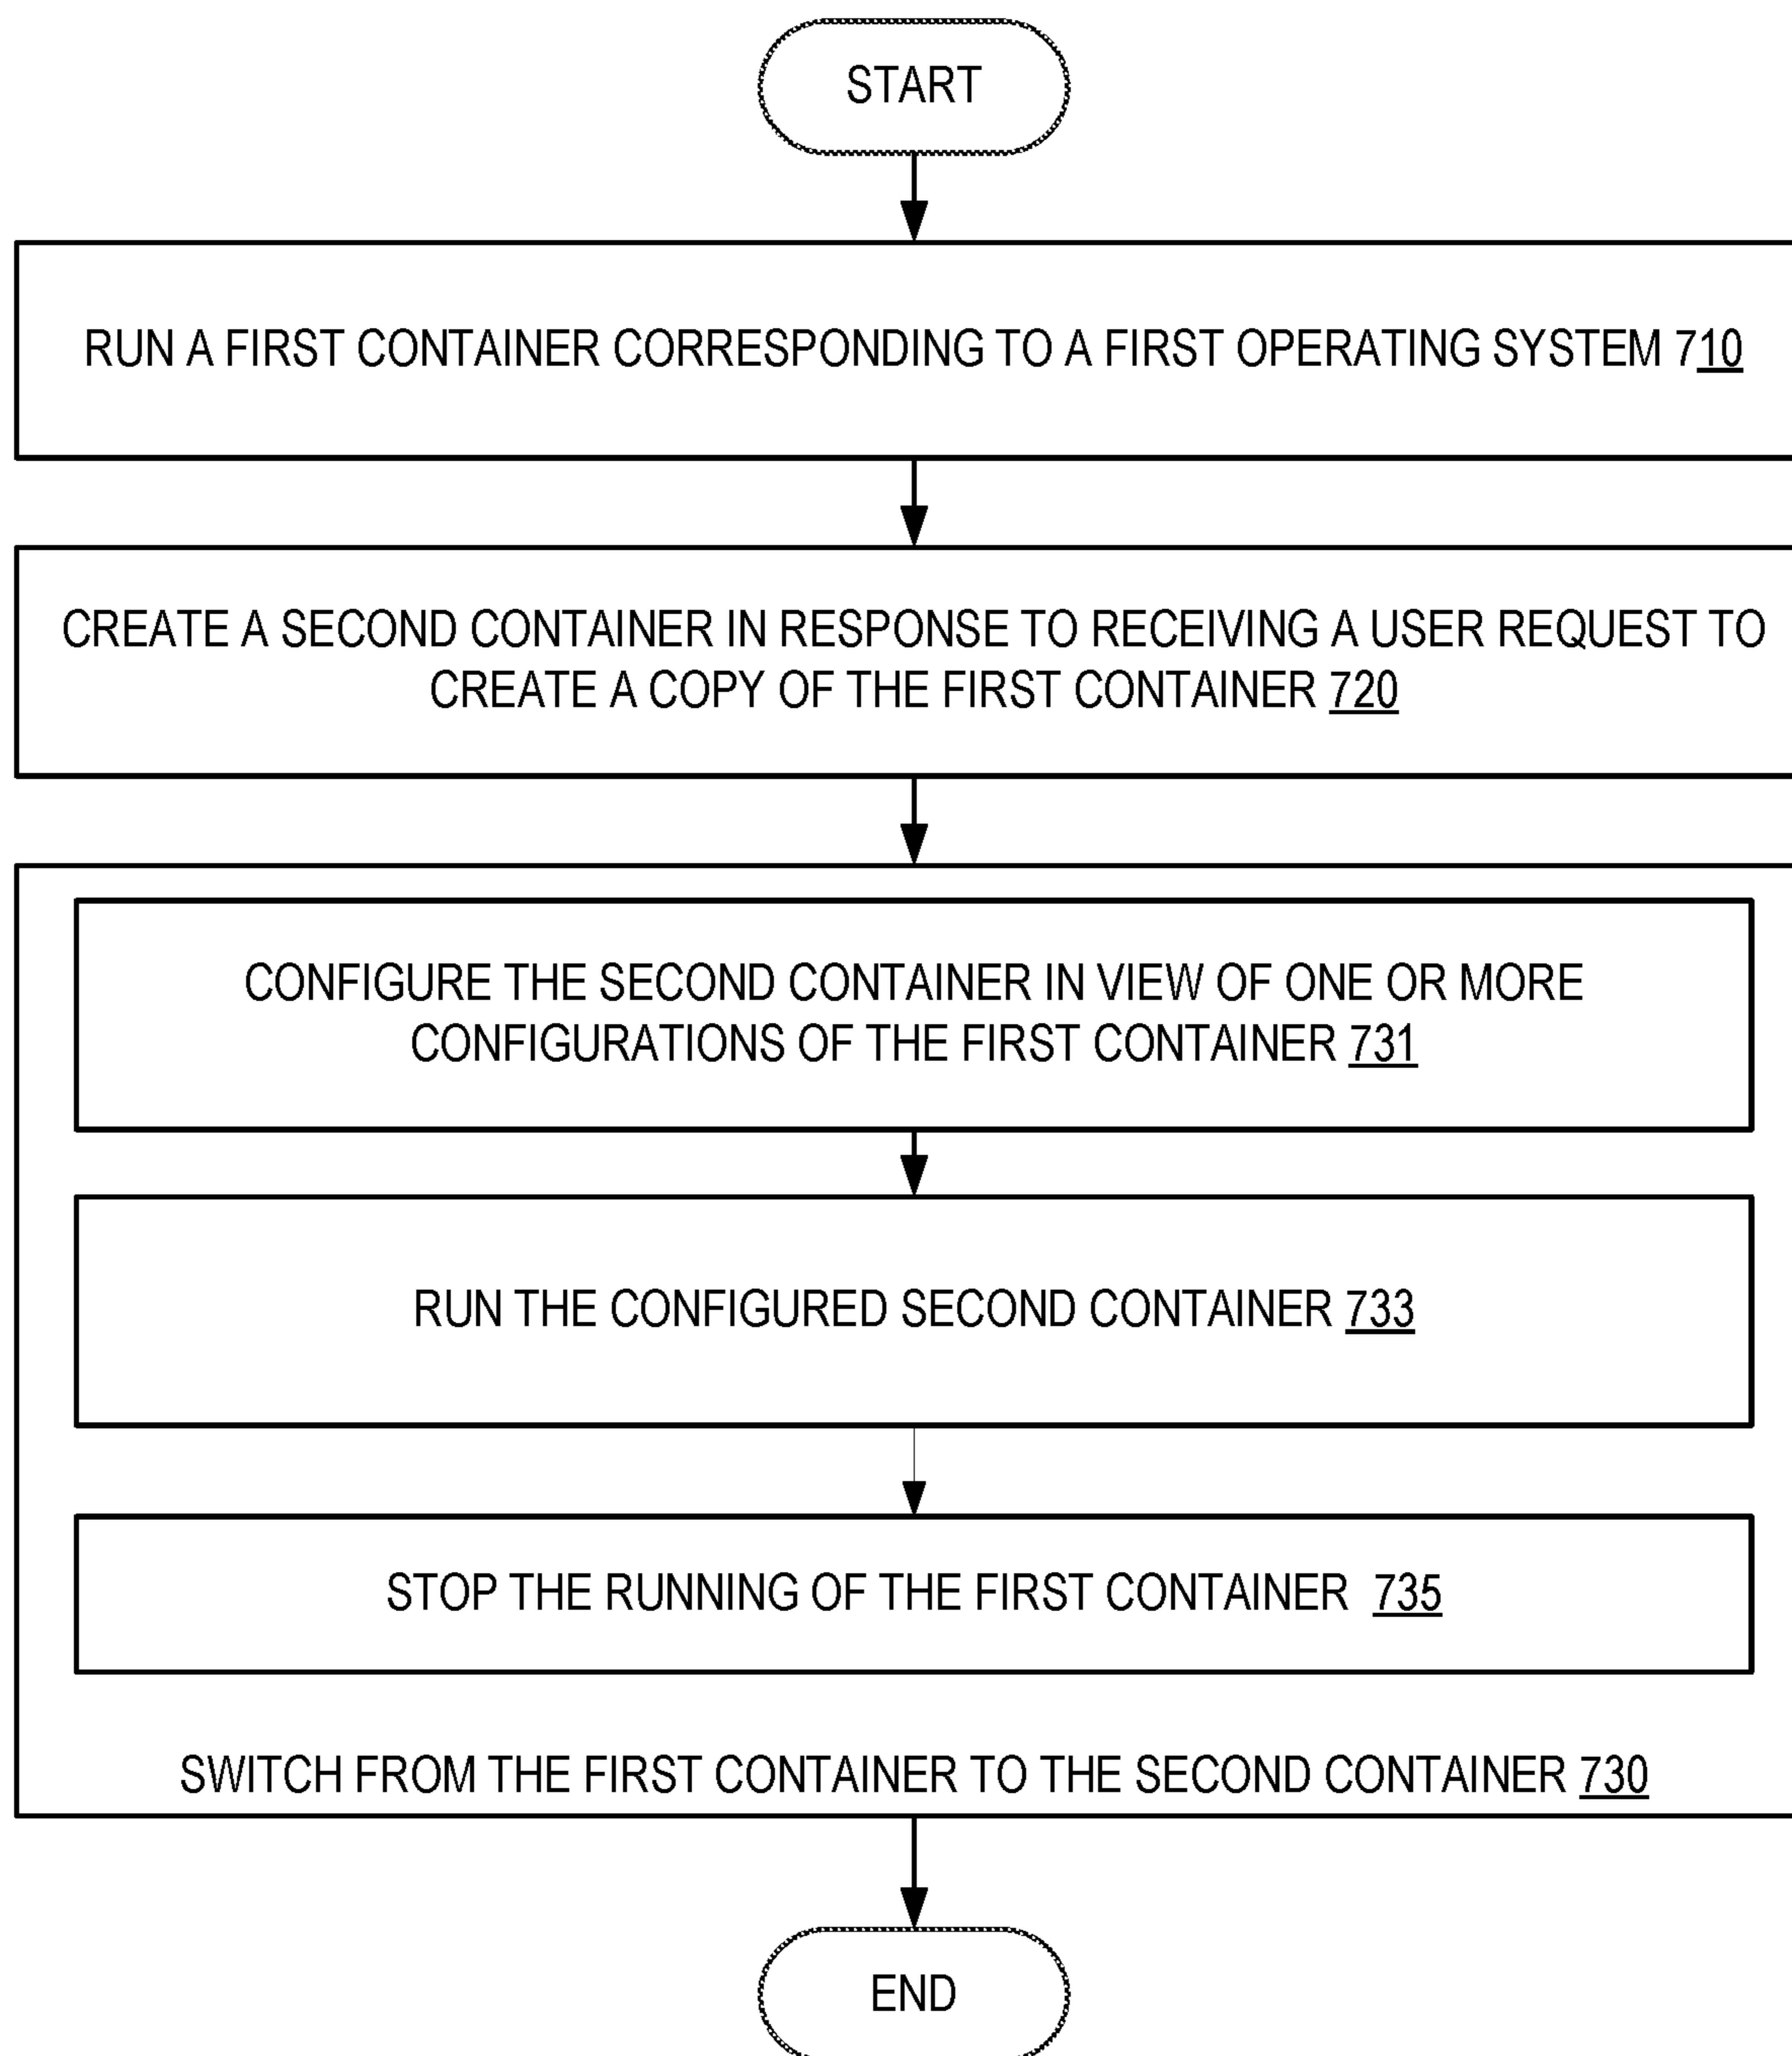 START
RUN A FIRST CONTAINER CORRESPONDING TO A FIRST OPERATING SYSTEM 710
CREATE A SECOND CONTAINER IN RESPONSE TO RECEIVING A USER REQUEST TO
CREATE A COPY OF THE FIRST CONTAINER 720
CONFIGURE THE SECOND CONTAINER IN VIEW OF ONE OR MORE
CONFIGURATIONS OF THE FIRST CONTAINER 731
RUN THE CONFIGURED SECOND CONTAINER 733
STOP THE RUNNING OF THE FIRST CONTAINER 735
SWITCH FROM THE FIRST CONTAINER TO THE SECOND CONTAINER 730
END